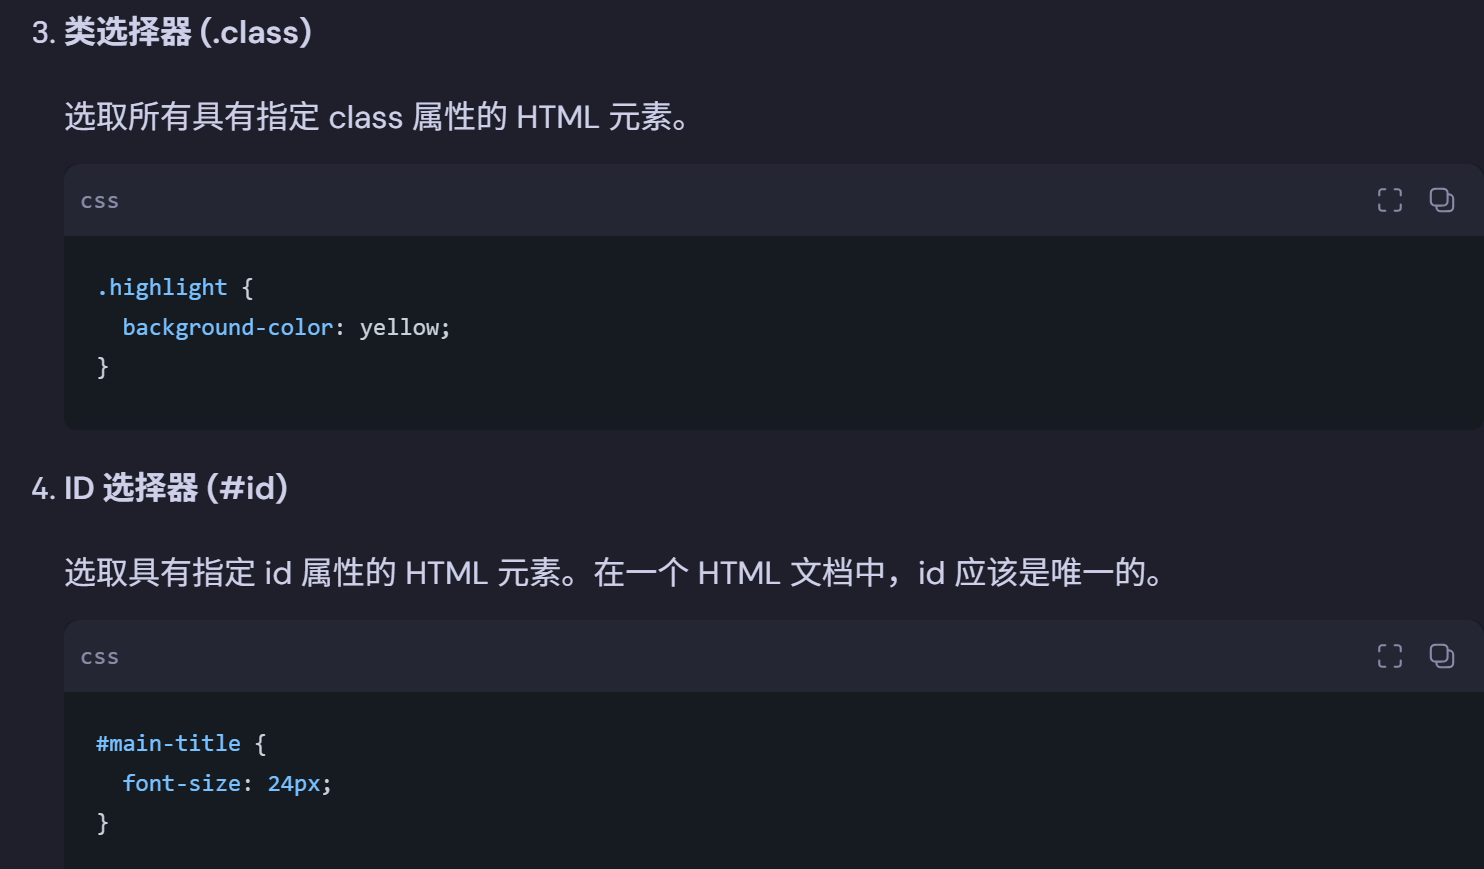 3. 类选择器 (.class)
选取所有具有指定 class 属性的 HTML 元素。
css
.highlight {
  background-color: yellow;
}
4. ID 选择器 (#id)
选取具有指定 id 属性的 HTML 元素。在一个 HTML 文档中，id 应该是唯一的。
css
#main-title {
  font-size: 24px;
}